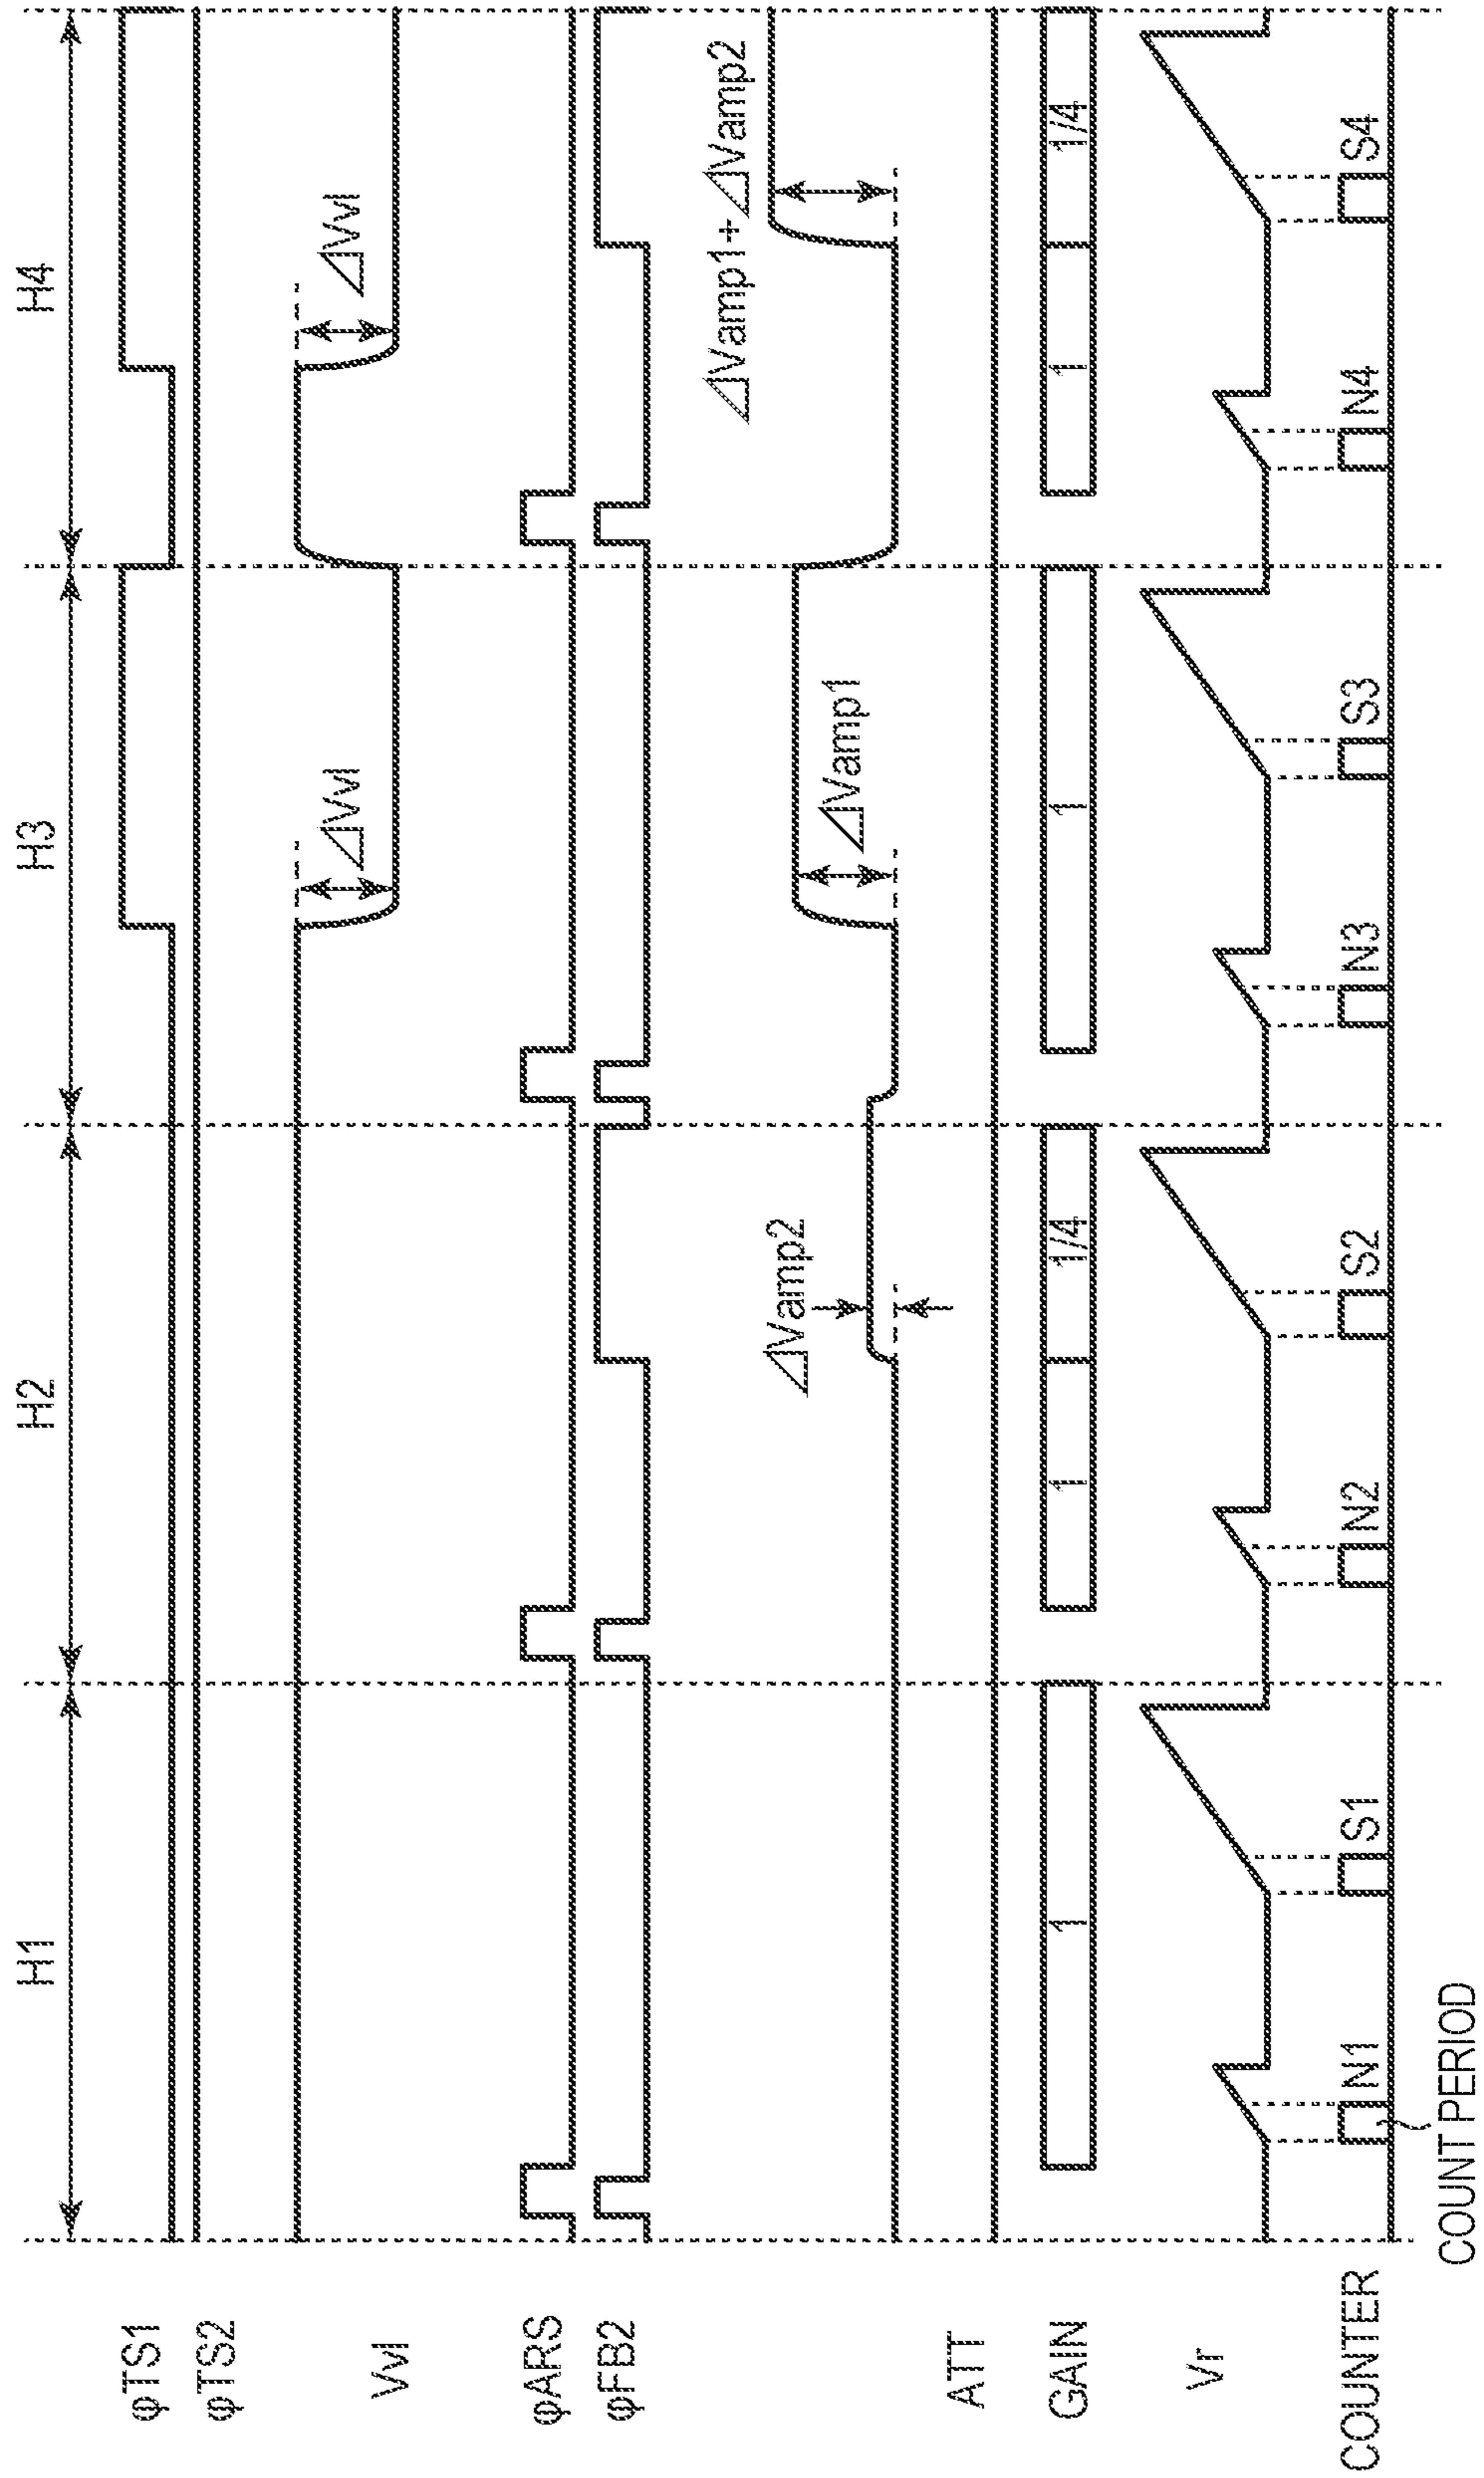 H1 H2 H3 H4
φTS1
φTS2
Vvl ΔVvl ΔVvl
φARS
φFB2
ΔVamp2 ΔVamp1 ΔVamp1+ΔVamp2
ATT
GAIN 1 1 1/4 1 1 1/4
Vr
COUNTER N1 S1 N2 S2 N3 S3 N4 S4
COUNT PERIOD